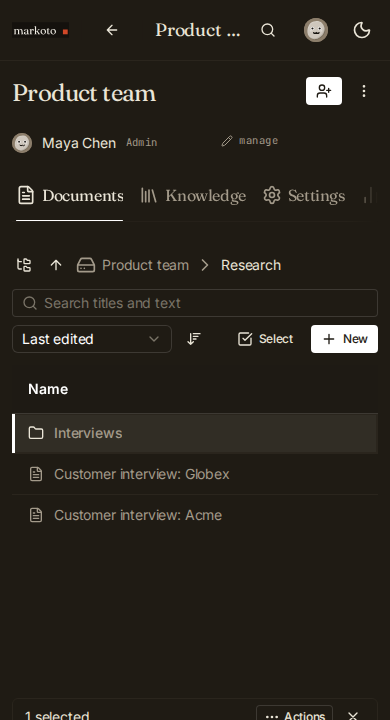 markoto
Product ...
Product team
Maya Chen Admin
manage
Documents Knowledge Settings
Product team Research
Search titles and text
Last edited
Select
New
Name
Interviews
Customer interview: Globex
Customer interview: Acme
1 selected
Actions